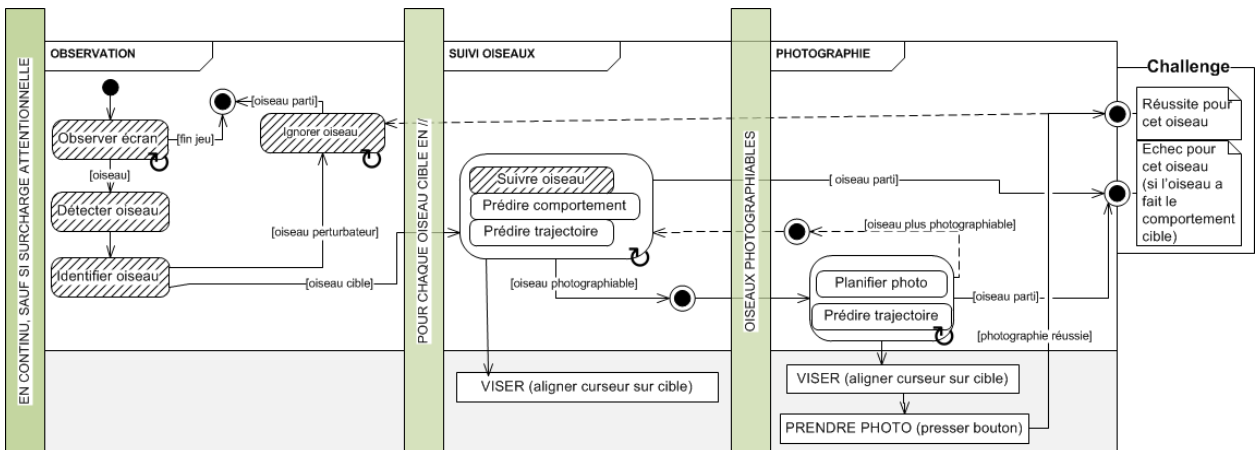 EN CONTINU, SAUF SI SURCHARGE ATTENTIONNELLE
OBSERVATION
Observer écran
[fin jeu]
[oiseau parti]
Ignorer oiseau
[oiseau]
Détecter oiseau
Identifier oiseau
[oiseau perturbateur]
[oiseau cible]
POUR CHAQUE OISEAU CIBLE EN //
SUIVI OISEAUX
Suivre oiseau
Prédire comportement
Prédire trajectoire
[oiseau photographiable]
VISER (aligner curseur sur cible)
OISEAUX PHOTOGRAPHIABLES
PHOTOGRAPHIE
[ oiseau parti]
[oiseau plus photographiable]
Planifier photo
Prédire trajectoire
[oiseau parti]
[photographie réussie]
VISER (aligner curseur sur cible)
PRENDRE PHOTO (presser bouton)
Challenge
Réussite pour
cet oiseau
Echec pour
cet oiseau
(si l'oiseau a
fait le
comportement
cible)